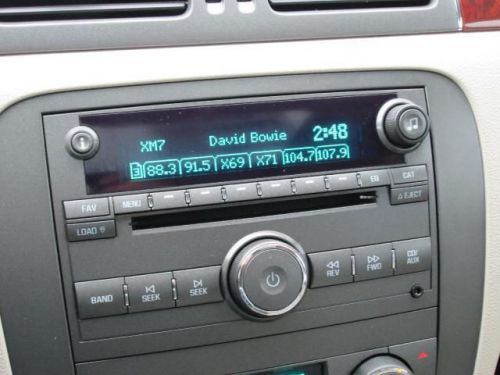 XM7 David Bowie 2:48
3 88.3 91.5 X69 X71 104.7 107.9
FAV MENU EQ CAT
LOAD EJECT
REV FWD CD/AUX
BAND SEEK SEEK